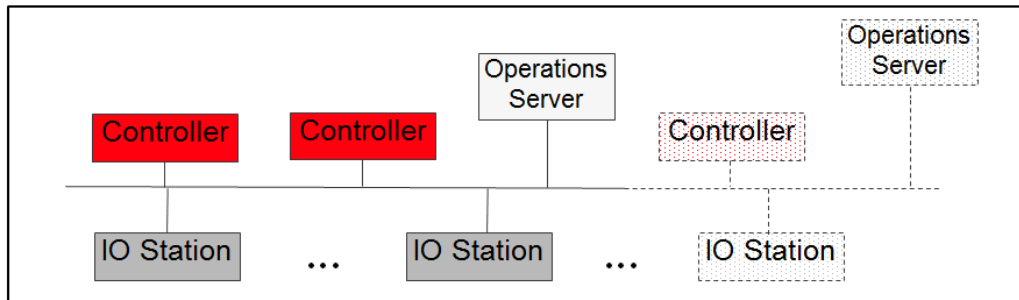 Operations
Server
Operations
Server
Controller
Controller
Controller
IO Station
...
IO Station
...
IO Station